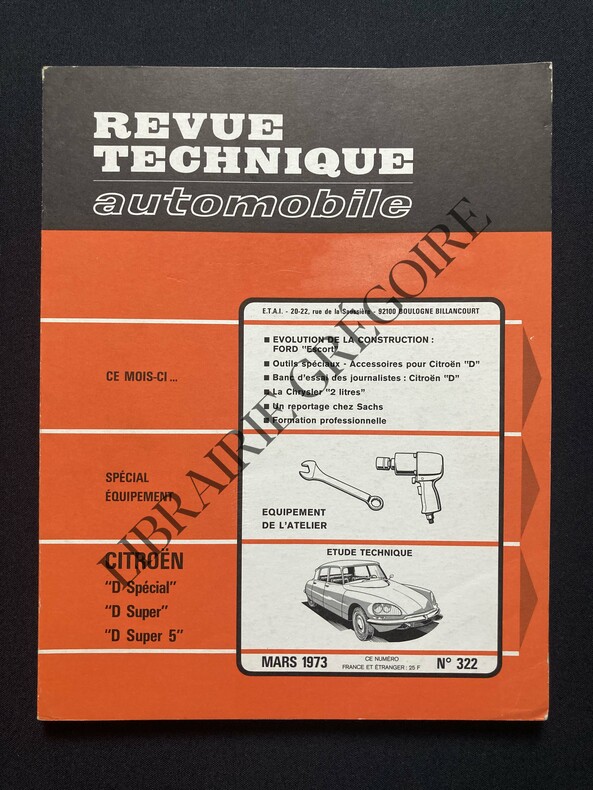 REVUE
TECHNIQUE
automobile
E.T.A.I. - 20-22, rue de la Saussière - 92100 BOULOGNE BILLANCOURT
CE MOIS-CI ...
■ EVOLUTION DE LA CONSTRUCTION :
FORD "Escort"
■ Outils spéciaux - Accessoires pour Citroën "D"
■ Banc d'essai des journalistes : Citroën "D"
■ La Chrysler "2 litres"
■ Un reportage chez Sachs
■ Formation professionnelle
SPÉCIAL
ÉQUIPEMENT
EQUIPEMENT
DE L'ATELIER
CITROËN
"D Spécial"
"D Super"
"D Super 5"
ETUDE TECHNIQUE
MARS 1973
CE NUMÉRO
FRANCE ET ÉTRANGER : 25 F
N° 322
LIBRAIRIE GRÉGOIRE